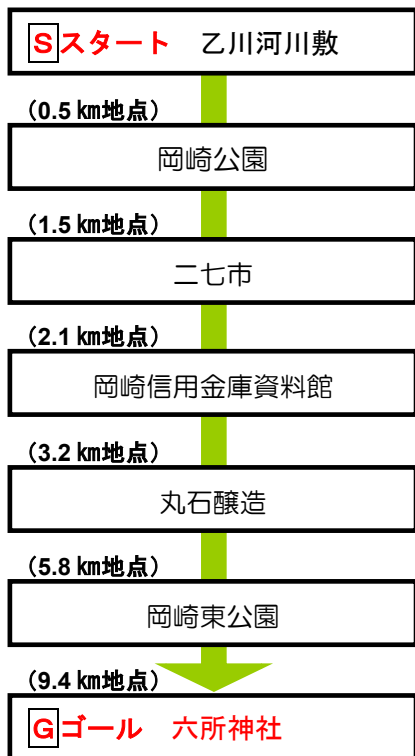 Sスタート 乙川河川敷
(0.5 ㎞地点)
岡崎公園
(1.5 ㎞地点)
二七市
(2.1 ㎞地点)
岡崎信用金庫資料館
(3.2 ㎞地点)
丸石醸造
(5.8 ㎞地点)
岡崎東公園
(9.4 ㎞地点)
Gゴール 六所神社